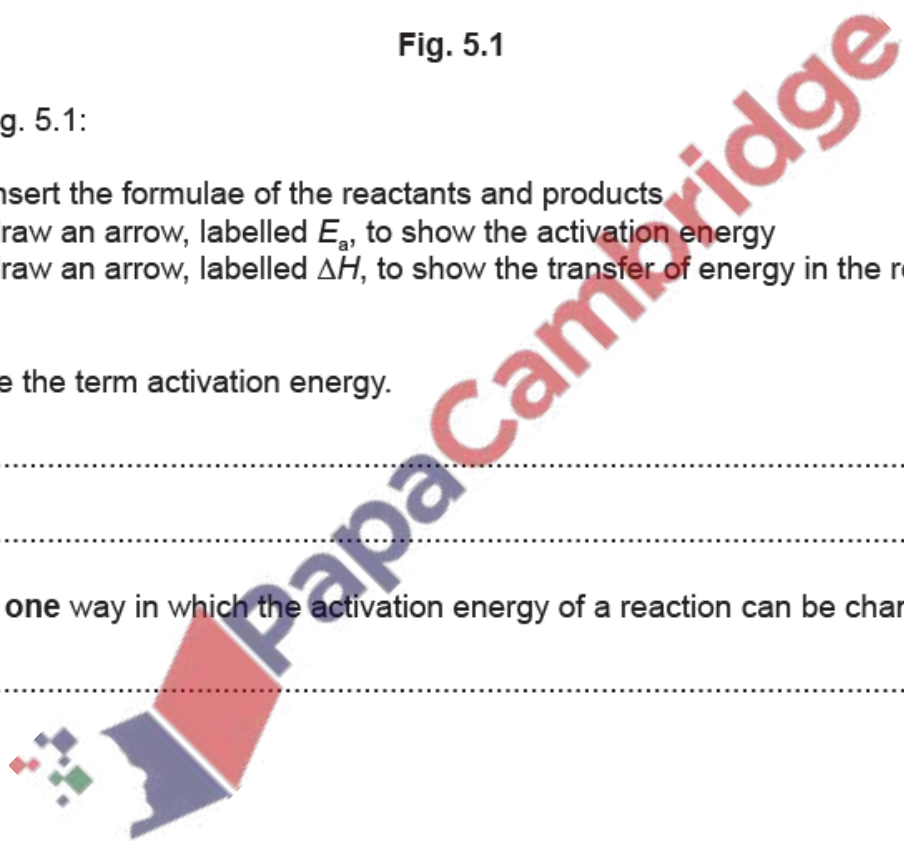 Fig. 5.1
g. 5.1:
nsert the formulae of the reactants and products
raw an arrow, labelled Ea, to show the activation energy
raw an arrow, labelled ΔH, to show the transfer of energy in the re
e the term activation energy.
one way in which the activation energy of a reaction can be char
PapaCambridge